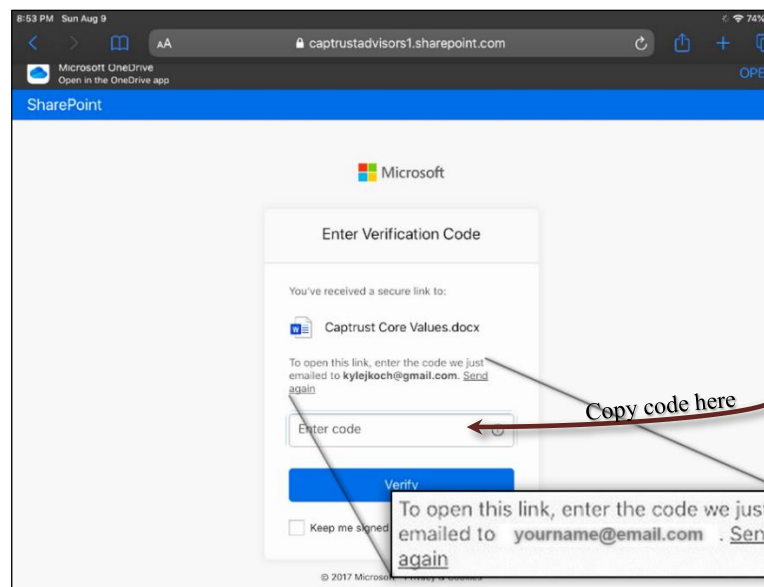 8:53 PM Sun Aug 9
74%
AA
captrustadvisors1.sharepoint.com
Microsoft OneDrive
Open in the OneDrive app
SharePoint
Microsoft
Enter Verification Code
You've received a secure link to:
Captrust Core Values.docx
To open this link, enter the code we just
emailed to kylejkoch@gmail.com. Send
again
Copy code here
Enter code
Verify
To open this link, enter the code we just
Keep me signed
emailed to yourname@email.com . Sen
again
© 2017 Microsoft Privacy & Cookies